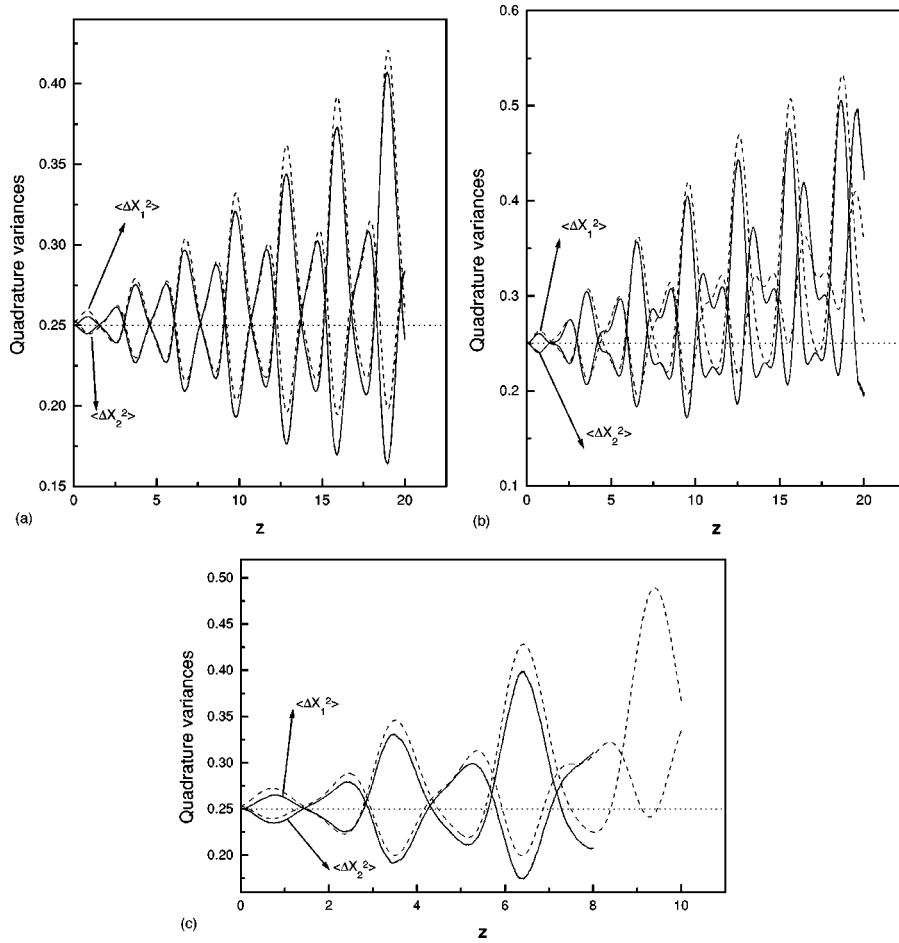 0.40
0.35
0.30
0.25
0.20
0.15
Quadrature variances
<ΔX₁²>
<ΔX₂²>
0 5 10 15 20
z
(a)
0.6
0.5
0.4
0.3
0.2
0.1
Quadrature variances
<ΔX₁²>
<ΔX₂²>
0 5 10 15 20
z
(b)
0.50
0.45
0.40
0.35
0.30
0.25
0.20
Quadrature variances
<ΔX₁²>
<ΔX₂²>
0 2 4 6 8 10
z
(c)